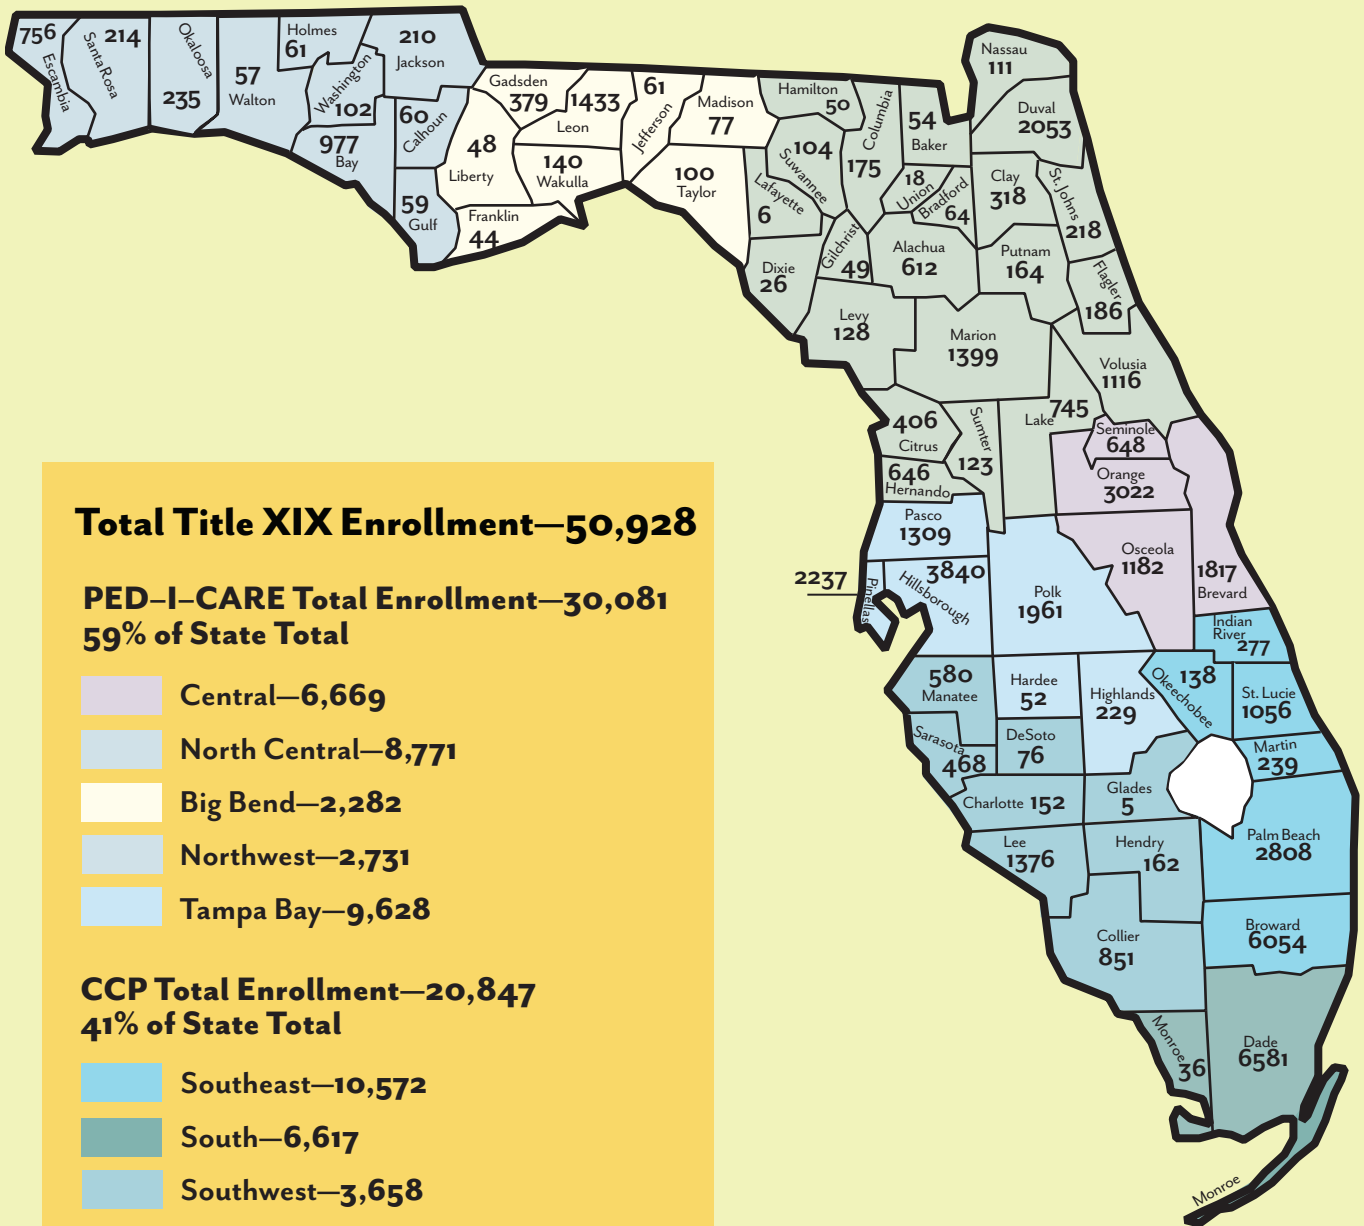 756
Escambia
Santa Rosa
214
Okaloosa
235
57
Walton
Holmes
61
Washington
102
210
Jackson
60
Calhoun
977
Bay
59
Gulf
Gadsden
379
1433
Leon
61
Jefferson
Madison
77
48
Liberty
140
Wakulla
100
Taylor
Franklin
44
Hamilton
50
Columbia
175
54
Baker
Nassau
111
Duval
2053
104
Suwannee
Lafayette
6
18
Union
Bradford
64
Clay
318
St. Johns
218
Dixie
26
Gilchrist
49
Alachua
612
Putnam
164
Flagler
186
Levy
128
Marion
1399
Volusia
1116
406
Citrus
Sumter
123
Lake
745
Seminole
648
646
Hernando
Orange
3022
Pasco
1309
Osceola
1182
1817
Brevard
2237
Pinellas
3840
Hillsborough
Polk
1961
Indian
River
277
580
Manatee
Hardee
52
Highlands
229
138
Okeechobee
St. Lucie
1056
Sarasota
468
DeSoto
76
Martin
239
Charlotte 152
Glades
5
Palm Beach
2808
Lee
1376
Hendry
162
Collier
851
Broward
6054
Monroe
36
Dade
6581
Monroe
Total Title XIX Enrollment—50,928
PED–I–CARE Total Enrollment—30,081
59% of State Total
Central—6,669
North Central—8,771
Big Bend—2,282
Northwest—2,731
Tampa Bay—9,628
CCP Total Enrollment—20,847
41% of State Total
Southeast—10,572
South—6,617
Southwest—3,658